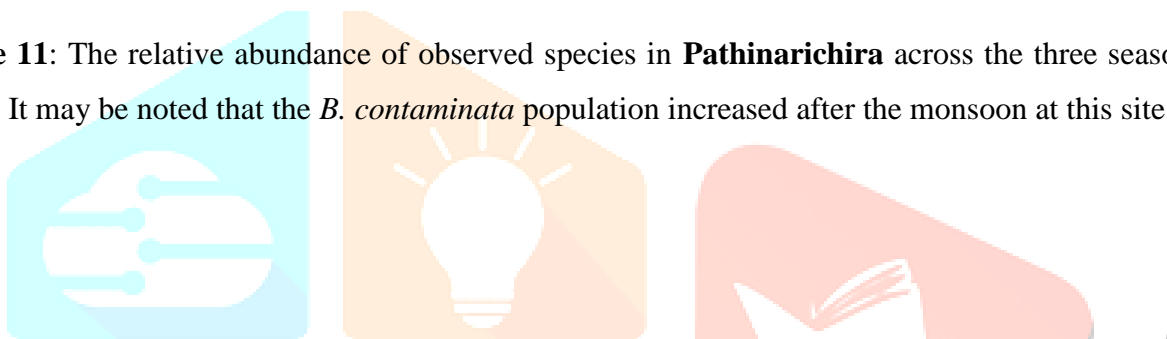 e 11: The relative abundance of observed species in Pathinarichira across the three seaso
It may be noted that the B. contaminata population increased after the monsoon at this site